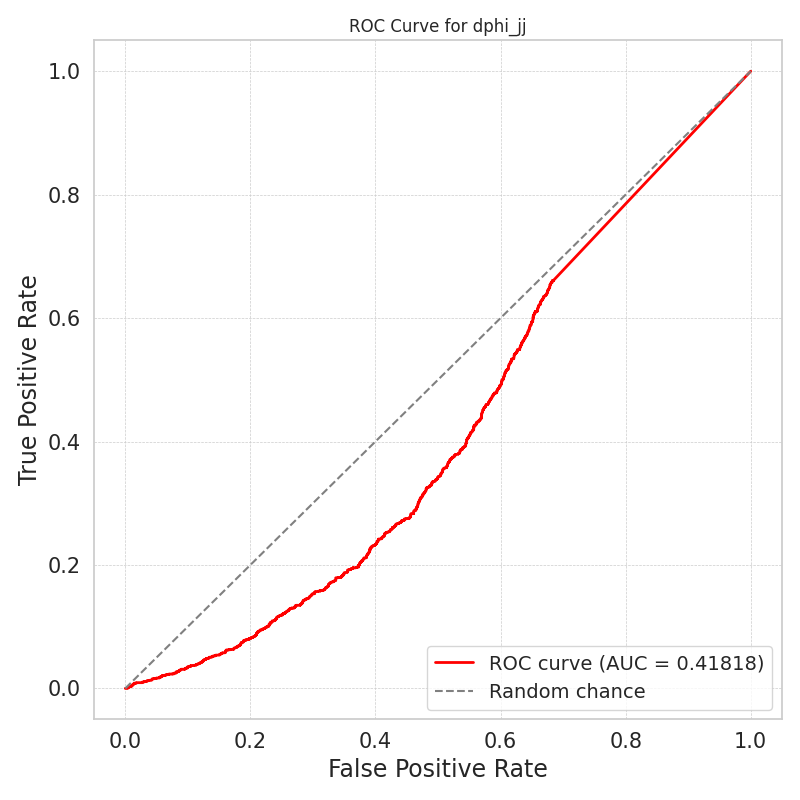 ROC Curve for dphi_jj
True Positive Rate
1.0
0.8
0.6
0.4
0.2
0.0
ROC curve (AUC = 0.41818)
Random chance
0.0 0.2 0.4 0.6 0.8 1.0
False Positive Rate